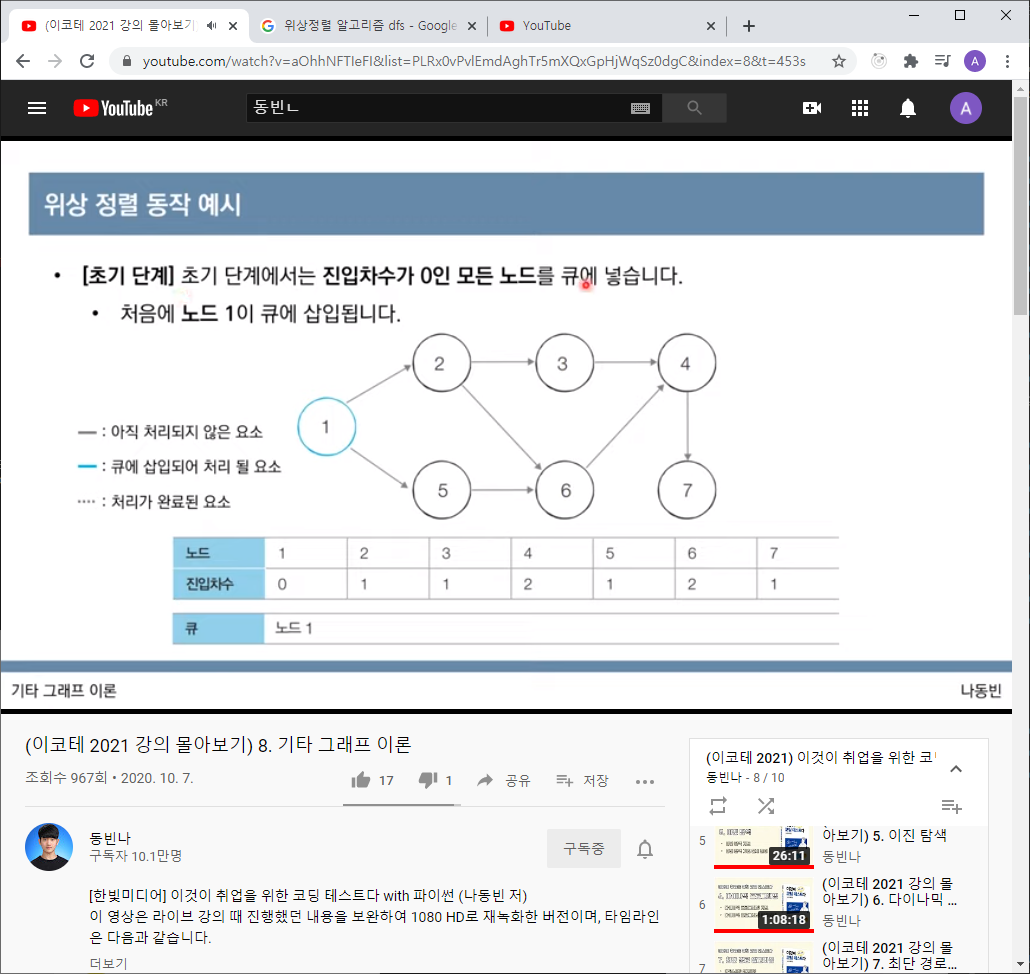 (이코테 2021 강의 몰아보기
위상정렬 알고리즘 dfs - Google
YouTube
youtube.com/watch?v=aOhhNFTIeFI&list=PLRx0vPvlEmdAghTr5mXQxGpHjWqSz0dgC&index=8&t=453s
A
YouTube KR
동빈ㄴ
A
위상 정렬 동작 예시
• [초기 단계] 초기 단계에서는 진입차수가 0인 모든 노드를 큐에 넣습니다.
• 처음에 노드 1이 큐에 삽입됩니다.
2 3 4
1
5 6 7
: 아직 처리되지 않은 요소
: 큐에 삽입되어 처리 될 요소
: 처리가 완료된 요소
노드 1 2 3 4 5 6 7
진입차수 0 1 1 2 1 2 1
큐 노드 1
기타 그래프 이론
나동빈
(이코테 2021 강의 몰아보기) 8. 기타 그래프 이론
조회수 967회 • 2020. 10. 7.
17 1 공유 저장
동빈나
구독자 10.1만명
구독중
[한빛미디어] 이것이 취업을 위한 코딩 테스트다 with 파이썬 (나동빈 저)
이 영상은 라이브 강의 때 진행했던 내용을 보완하여 1080 HD로 재녹화한 버전이며, 타임라인
은 다음과 같습니다.
더보기
(이코테 2021) 이것이 취업을 위한 코
동빈나 - 8 / 10
5
26:11
아보기) 5. 이진 탐색
동빈나
6
1:08:18
(이코테 2021 강의 몰
아보기) 6. 다이나믹 ...
동빈나
7
(이코테 2021 강의 몰
아보기) 7. 최단 경로...